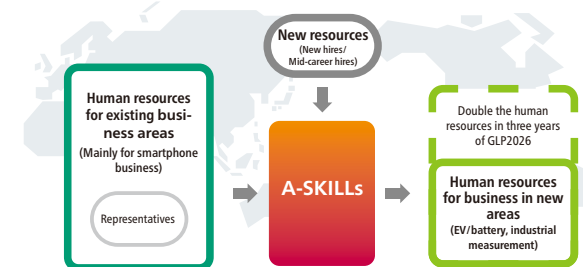 New resources
(New hires/
Mid-career hires)
Human resources
for existing busi-
ness areas
(Mainly for smartphone
business)
Representatives
A-SKILLs
Double the human
resources in three years
of GLP2026
Human resources
for business in new
areas
(EV/battery, industrial
measurement)